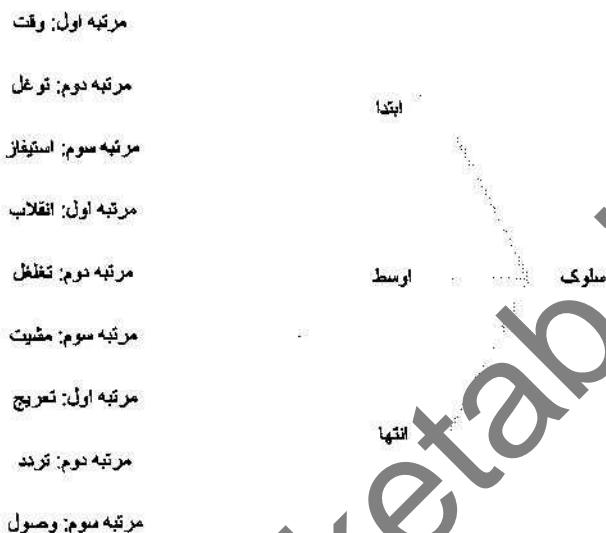 سلوک
ابتدا
مرتبه اول: وقت
مرتبه دوم: توغل
مرتبه سوم: استیفاز
اوسط
مرتبه اول: انقلاب
مرتبه دوم: تغلغل
مرتبه سوم: مشیت
انتها
مرتبه اول: تعریج
مرتبه دوم: تردد
مرتبه سوم: وصول
ketab